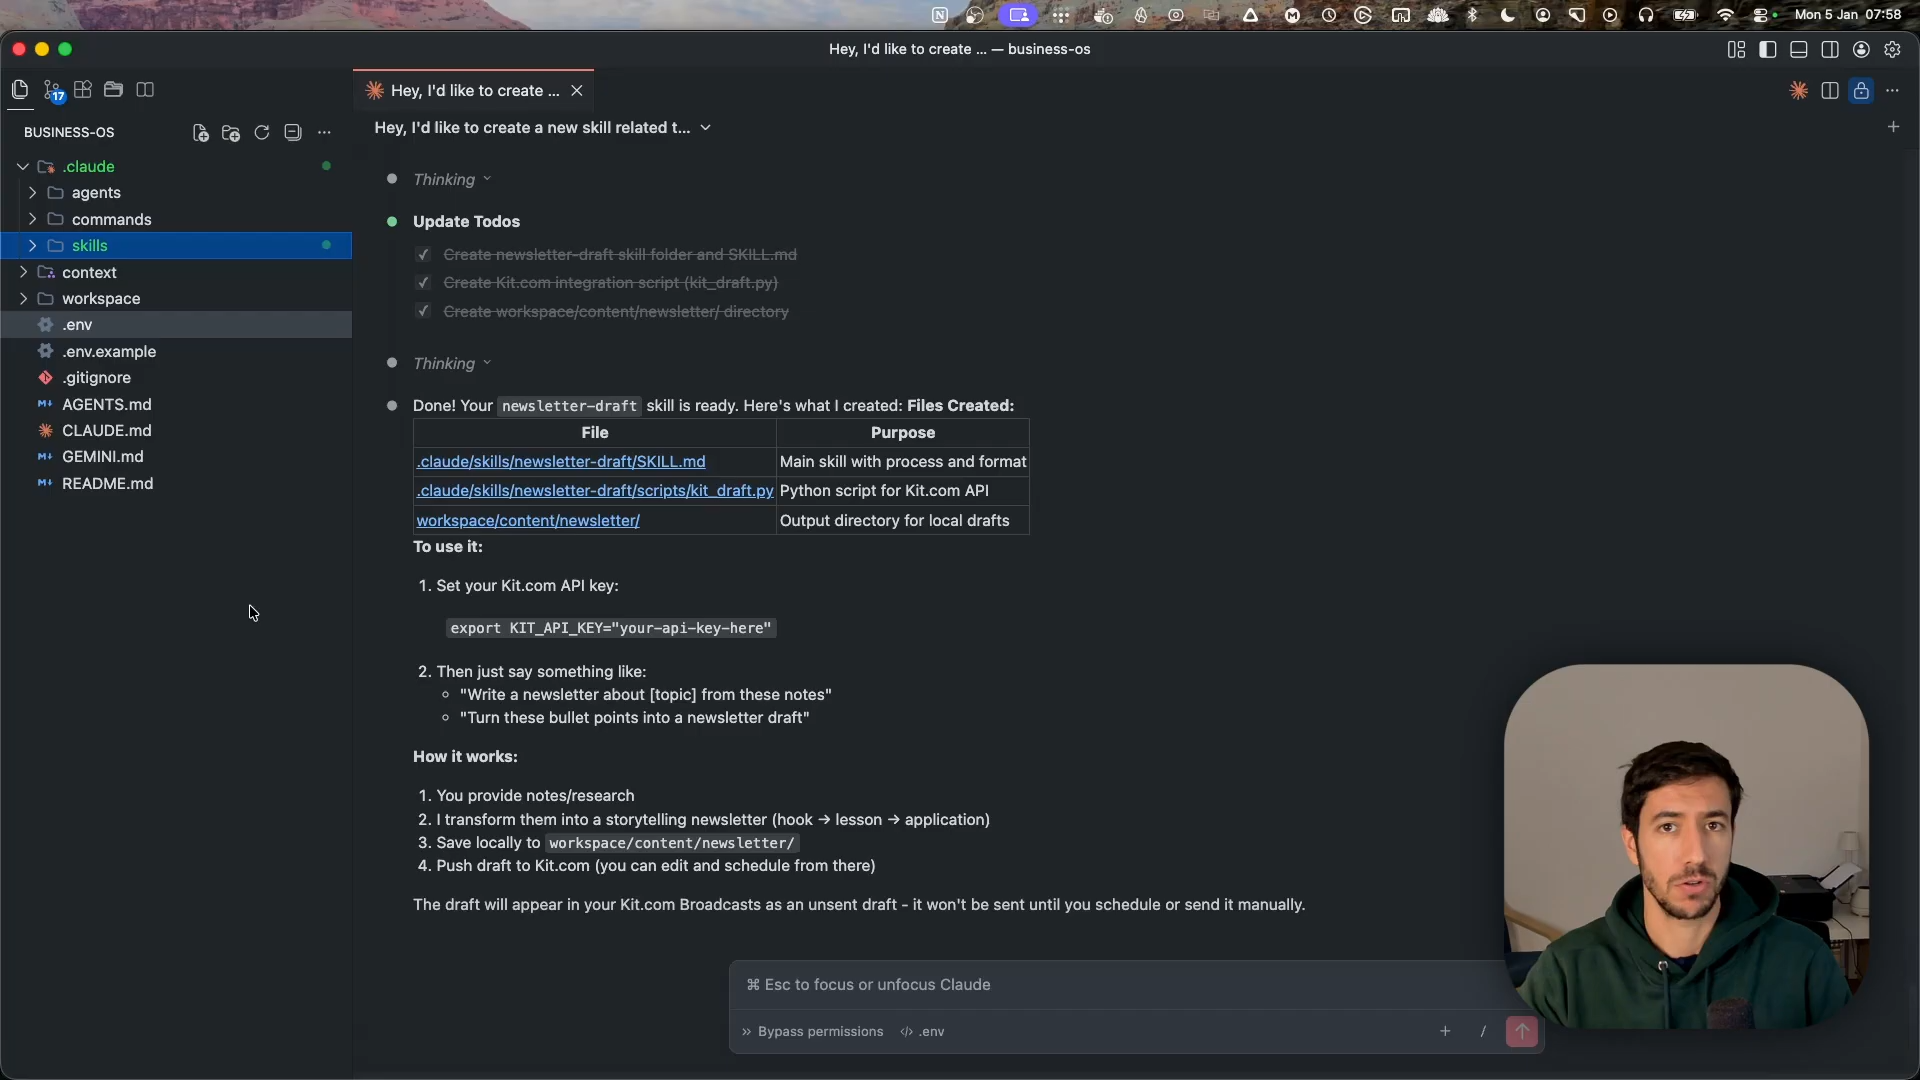 Mon 5 Jan 07:58
Hey, I'd like to create ... — business-os
17
Hey, I'd like to create ...
BUSINESS-OS
Hey, I'd like to create a new skill related t...
.claude
agents
commands
skills
context
workspace
.env
.env.example
.gitignore
AGENTS.md
CLAUDE.md
GEMINI.md
README.md
Thinking
Update Todos
Create newsletter-draft skill folder and SKILL.md
Create Kit.com integration script (kit_draft.py)
Create workspace/content/newsletter/ directory
Thinking
Done! Your newsletter-draft skill is ready. Here's what I created: Files Created:
File Purpose
.claude/skills/newsletter-draft/SKILL.md Main skill with process and format
.claude/skills/newsletter-draft/scripts/kit_draft.py Python script for Kit.com API
workspace/content/newsletter/ Output directory for local drafts
To use it:
1. Set your Kit.com API key:
export KIT_API_KEY="your-api-key-here"
2. Then just say something like:
"Write a newsletter about [topic] from these notes"
"Turn these bullet points into a newsletter draft"
How it works:
1. You provide notes/research
2. I transform them into a storytelling newsletter (hook → lesson → application)
3. Save locally to workspace/content/newsletter/
4. Push draft to Kit.com (you can edit and schedule from there)
The draft will appear in your Kit.com Broadcasts as an unsent draft - it won't be sent until you schedule or send it manually.
⌘ Esc to focus or unfocus Claude
Bypass permissions </> .env + /